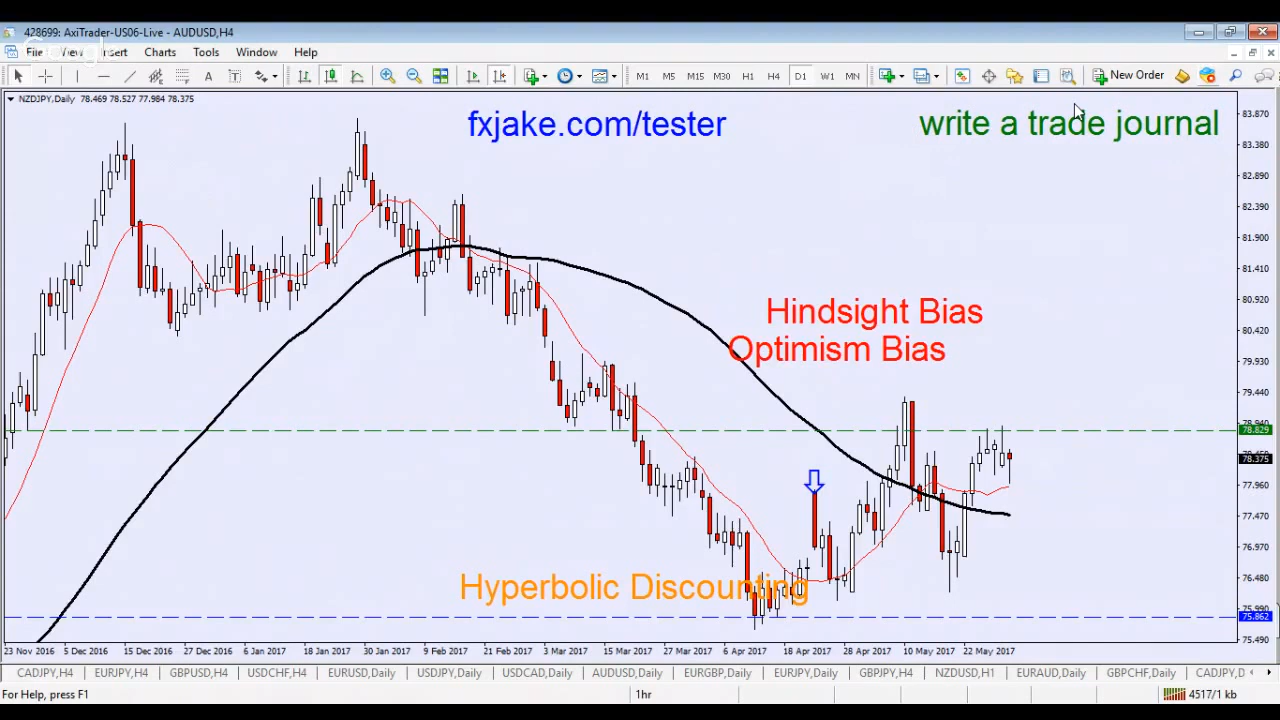 428699: AxiTrader-US06-Live - AUDUSD,H4
File View Insert Charts Tools Window Help
A T M1 M5 M15 M30 H1 H4 D1 W1 MN New Order
NZDJPY,Daily 78.469 78.527 77.984 78.375
fxjake.com/tester
write a trade journal
83.870
83.380
82.890
82.390
81.900
81.410
80.920
80.420
79.930
79.440
78.940
78.829
78.375
77.960
77.470
76.970
76.480
75.990
75.862
75.490
Hindsight Bias
Optimism Bias
Hyperbolic Discounting
23 Nov 2016 5 Dec 2016 15 Dec 2016 27 Dec 2016 6 Jan 2017 18 Jan 2017 30 Jan 2017 9 Feb 2017 21 Feb 2017 3 Mar 2017 15 Mar 2017 27 Mar 2017 6 Apr 2017 18 Apr 2017 28 Apr 2017 10 May 2017 22 May 2017
CADJPY,H4 EURJPY,H4 GBPUSD,H4 USDCHF,H4 EURUSD,Daily USDJPY,Daily USDCAD,Daily AUDUSD,Daily EURGBP,Daily EURJPY,Daily GBPJPY,H4 NZDUSD,H1 EURAUD,Daily GBPCHF,Daily CADJPY,D
For Help, press F1 1hr 4517/1 kb